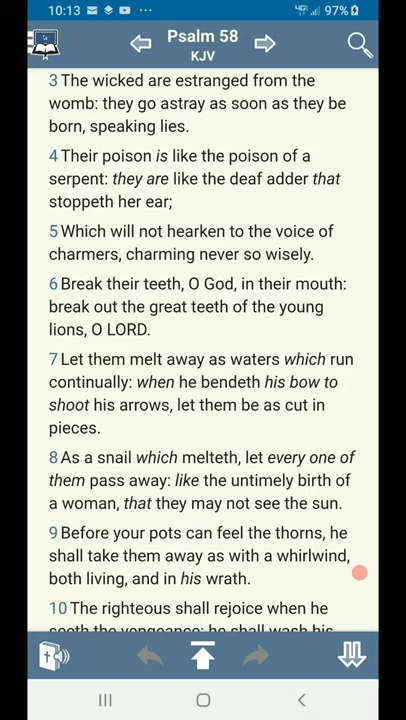 10:13
97%
Psalm 58
KJV
3 The wicked are estranged from the
womb: they go astray as soon as they be
born, speaking lies.
4 Their poison is like the poison of a
serpent: they are like the deaf adder that
stoppeth her ear;
5 Which will not hearken to the voice of
charmers, charming never so wisely.
6 Break their teeth, O God, in their mouth:
break out the great teeth of the young
lions, O LORD.
7 Let them melt away as waters which run
continually: when he bendeth his bow to
shoot his arrows, let them be as cut in
pieces.
8 As a snail which melteth, let every one of
them pass away: like the untimely birth of
a woman, that they may not see the sun.
9 Before your pots can feel the thorns, he
shall take them away as with a whirlwind,
both living, and in his wrath.
10 The righteous shall rejoice when he
seeth the vengeance: he shall wash his